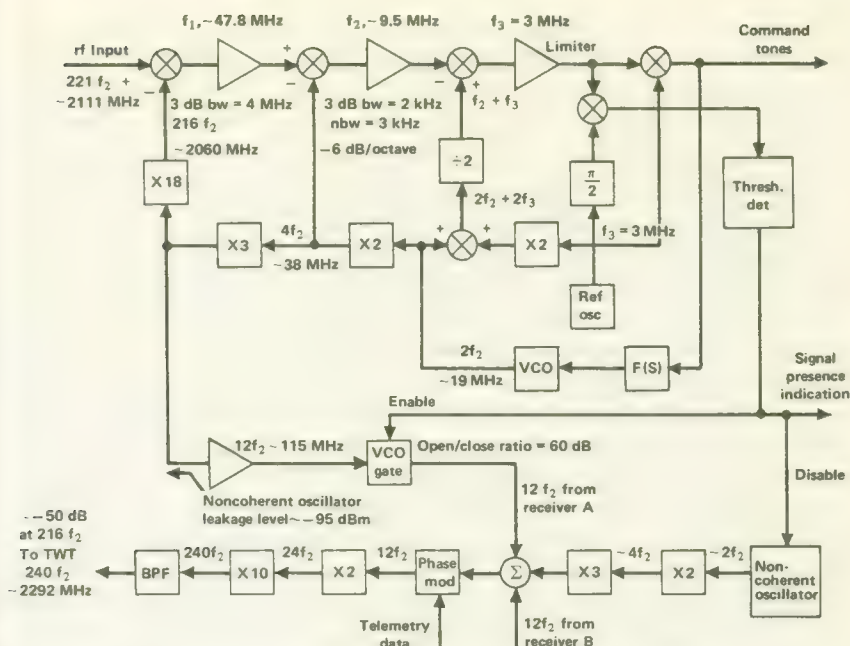 f₁, ~47.8 MHz
f₂, ~9.5 MHz
f₃ = 3 MHz
rf Input
Limiter
Command
tones
221 f₂ +
~2111 MHz
3 dB bw = 4 MHz
216 f₂
~2060 MHz
3 dB bw = 2 kHz
nbw = 3 kHz
−6 dB/octave
+
−
−
−
−
+
f₂ + f₃
÷2
π/2
Thresh.
det
X 18
2f₂ + 2f₃
X3
4f₂
~38 MHz
X2
+
+
X2
f₃ = 3 MHz
Ref
osc
2f₂
~19 MHz
VCO
F(S)
Signal
presence
indication
Enable
12f₂ ~ 115 MHz
VCO
gate
Open/close ratio = 60 dB
Disable
Noncoherent oscillator
leakage level ~ −95 dBm
12 f₂ from
receiver A
~ −50 dB
at 216 f₂
To TWT
240 f₂
~2292 MHz
BPF
240f₂
X10
24f₂
X2
12f₂
Phase
mod
Σ
X3
~4f₂
X2
~2f₂
Non-
coherent
oscillator
Telemetry
data
12f₂ from
receiver B